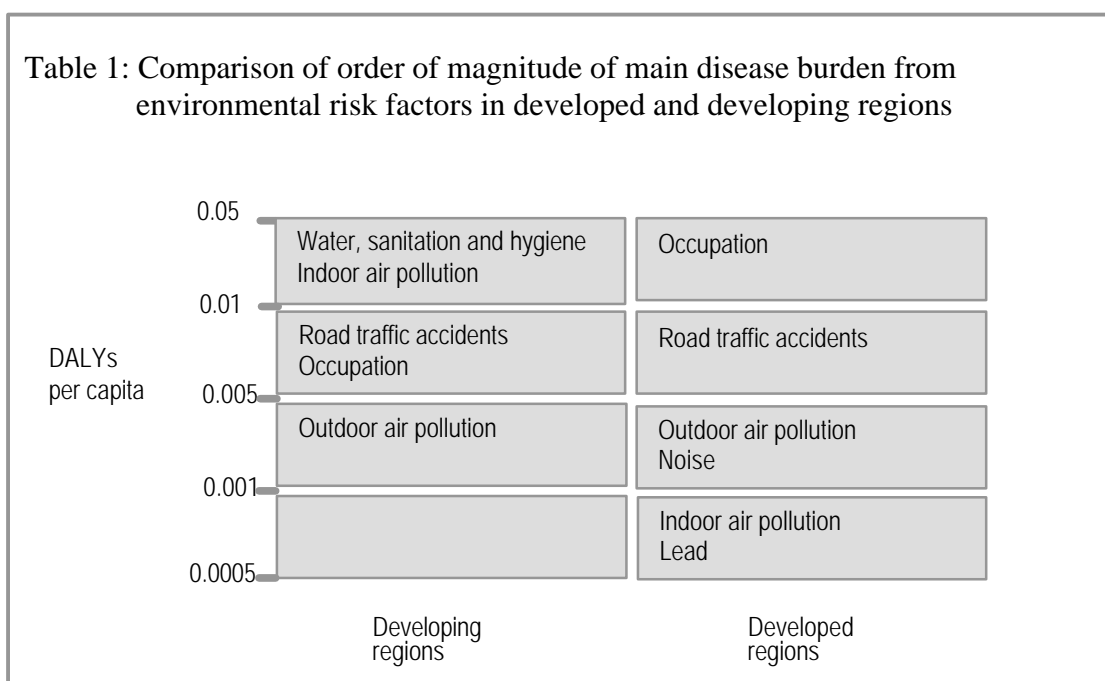 Table 1: Comparison of order of magnitude of main disease burden from
environmental risk factors in developed and developing regions
0.05
Water, sanitation and hygiene
Indoor air pollution
Occupation
0.01
Road traffic accidents
Occupation
Road traffic accidents
DALYs
per capita
0.005
Outdoor air pollution
Outdoor air pollution
Noise
0.001
Indoor air pollution
Lead
0.0005
Developing
regions
Developed
regions